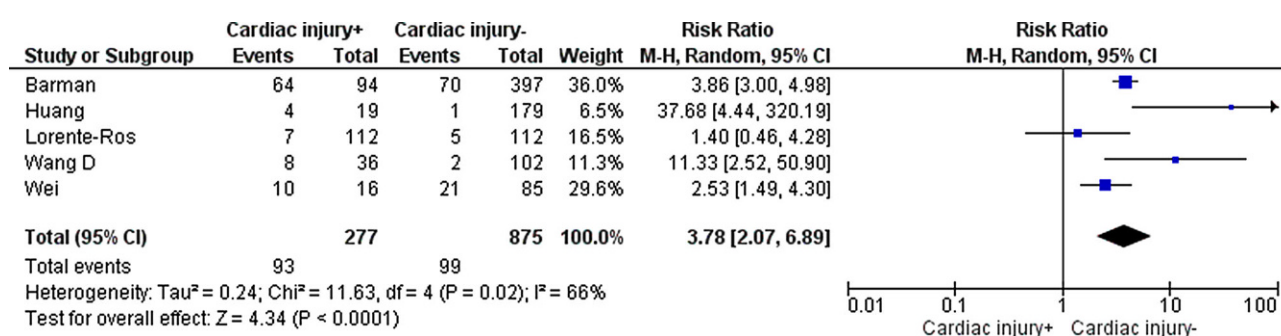 Cardiac injury+ Cardiac injury- Risk Ratio Risk Ratio
Study or Subgroup Events Total Events Total Weight M-H, Random, 95% CI M-H, Random, 95% CI
Barman 64 94 70 397 36.0% 3.86 [3.00, 4.98]
Huang 4 19 1 179 6.5% 37.68 [4.44, 320.19]
Lorente-Ros 7 112 5 112 16.5% 1.40 [0.46, 4.28]
Wang D 8 36 2 102 11.3% 11.33 [2.52, 50.90]
Wei 10 16 21 85 29.6% 2.53 [1.49, 4.30]
Total (95% CI) 277 875 100.0% 3.78 [2.07, 6.89]
Total events 93 99
Heterogeneity: Tau² = 0.24; Chi² = 11.63, df = 4 (P = 0.02); I² = 66%
Test for overall effect: Z = 4.34 (P < 0.0001)
0.01 0.1 1 10 100
Cardiac injury+ Cardiac injury-